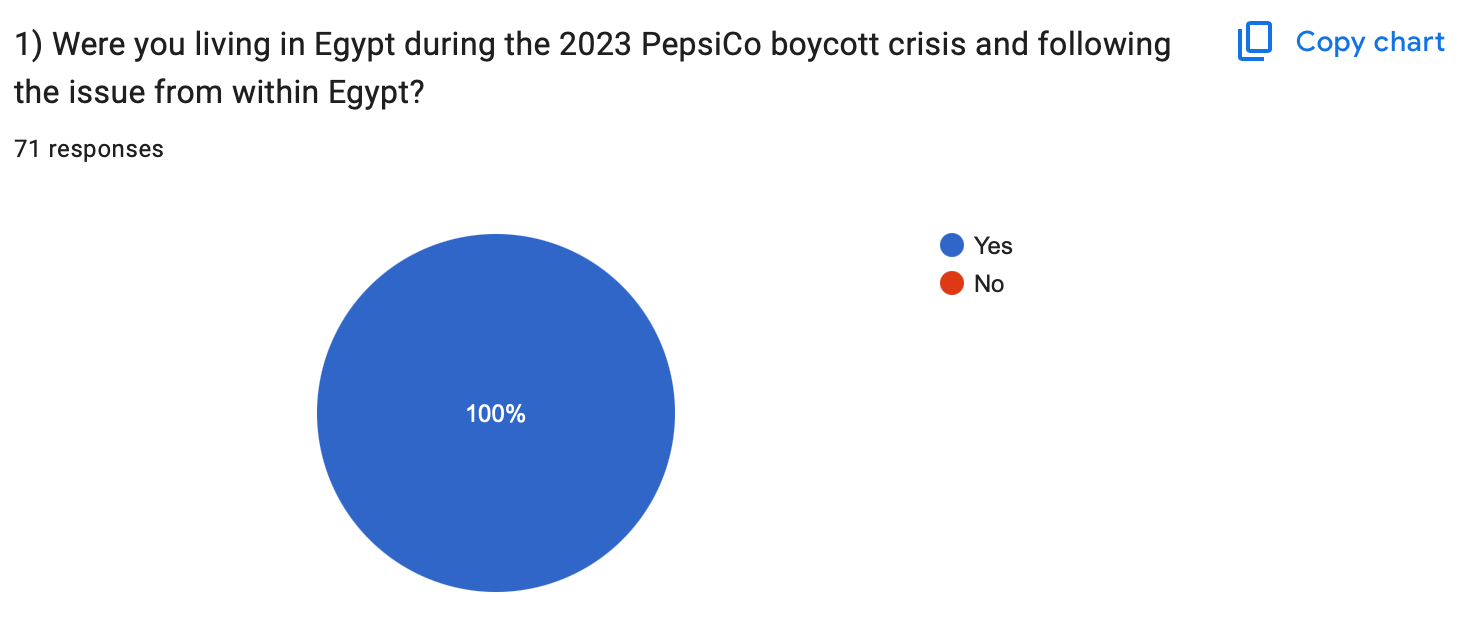 1) Were you living in Egypt during the 2023 PepsiCo boycott crisis and following
the issue from within Egypt?
Copy chart
71 responses
Yes
No
100%